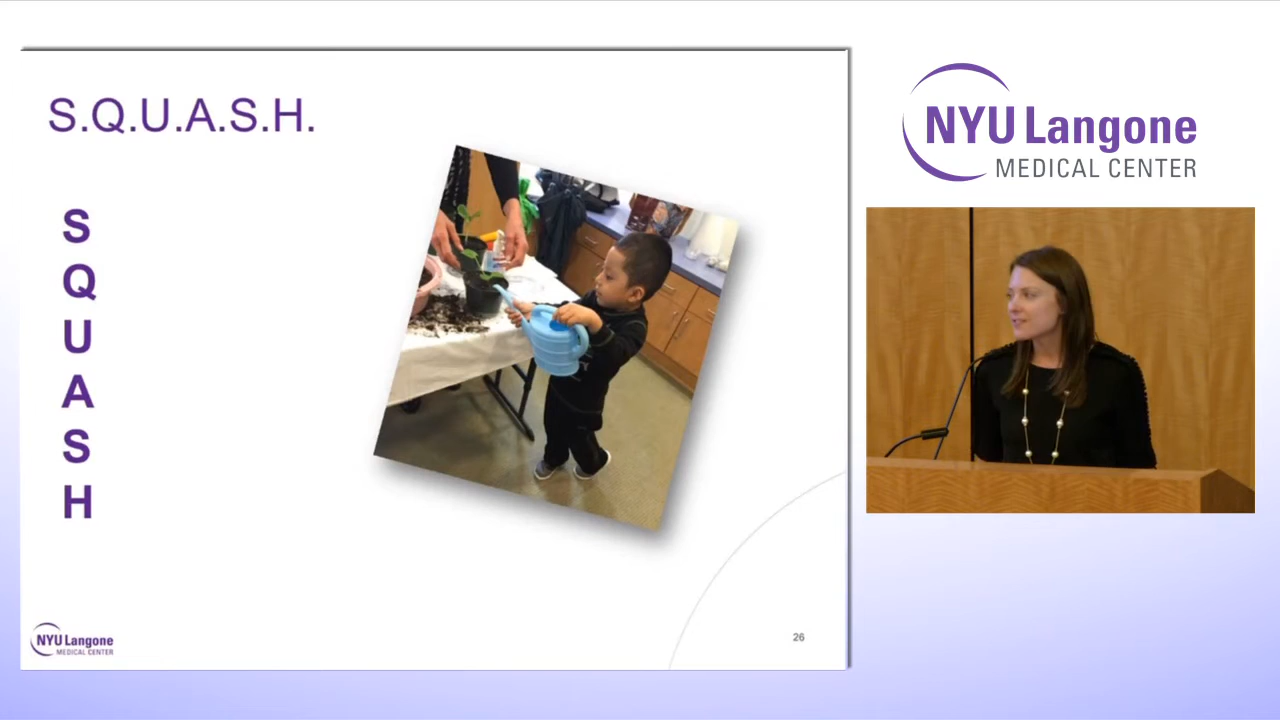 S.Q.U.A.S.H.
S
Q
U
A
S
H
NYU Langone
MEDICAL CENTER
26
NYU Langone
MEDICAL CENTER